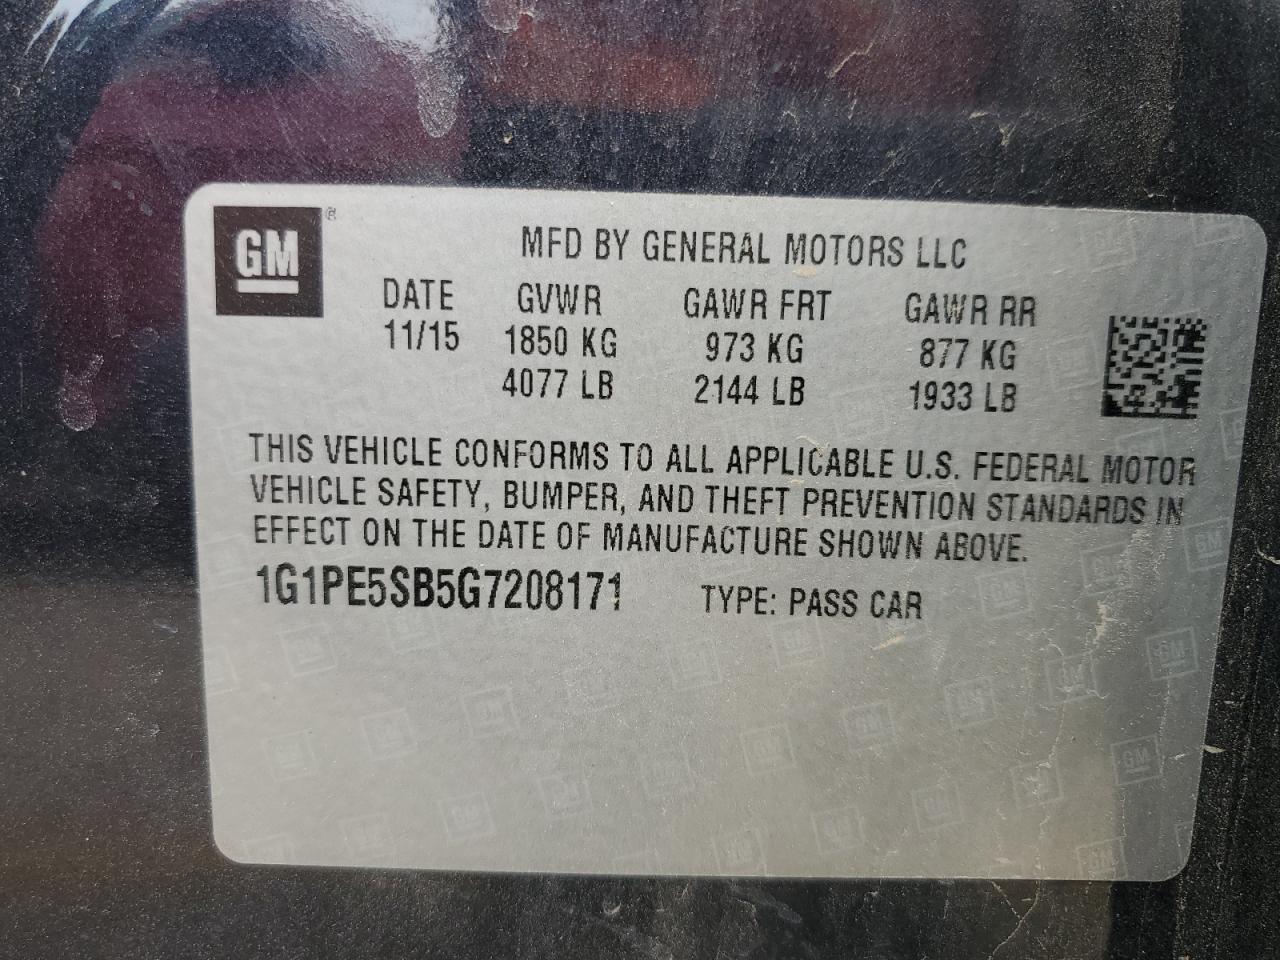 GM®
MFD BY GENERAL MOTORS LLC
DATE GVWR GAWR FRT GAWR RR
11/15 1850 KG 973 KG 877 KG
4077 LB 2144 LB 1933 LB
THIS VEHICLE CONFORMS TO ALL APPLICABLE U.S. FEDERAL MOTOR
VEHICLE SAFETY, BUMPER, AND THEFT PREVENTION STANDARDS IN
EFFECT ON THE DATE OF MANUFACTURE SHOWN ABOVE.
1G1PE5SB5G7208171 TYPE: PASS CAR